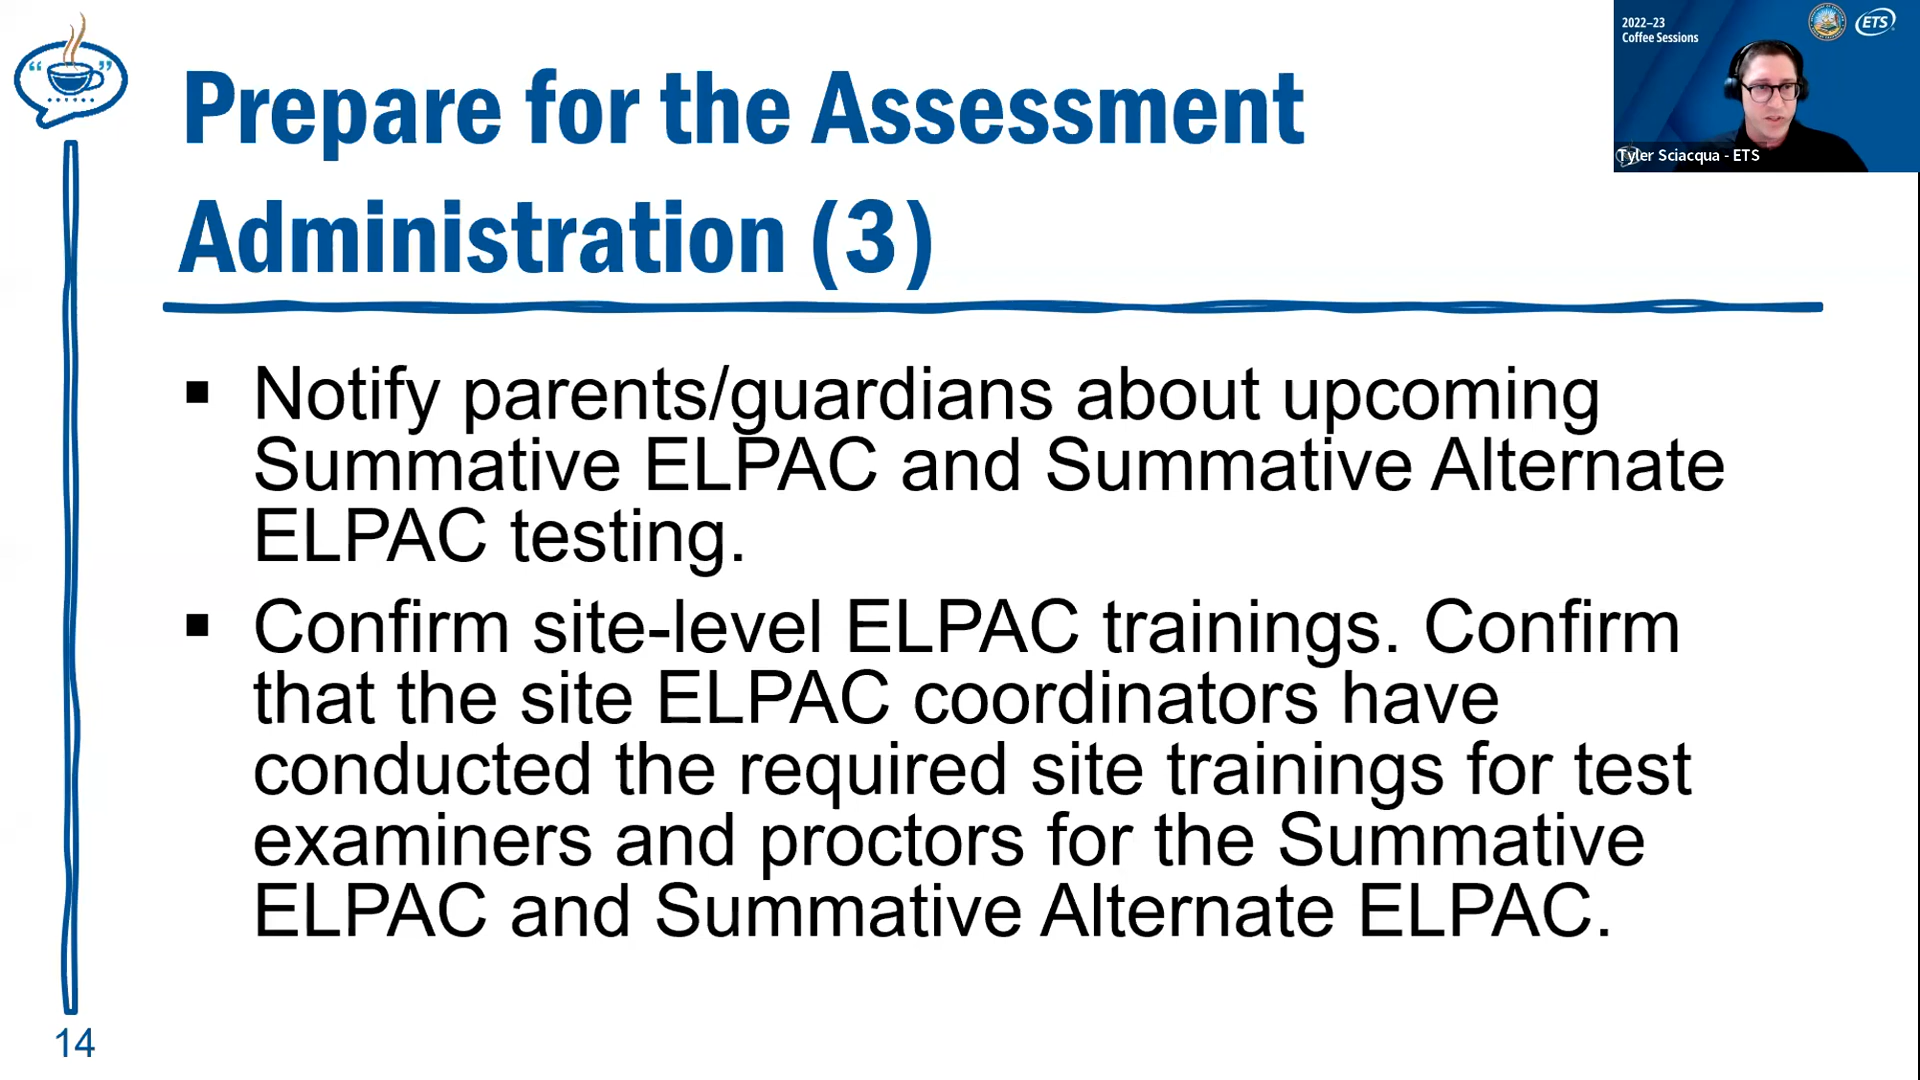 Prepare for the Assessment
Administration (3)
2022–23
Coffee Sessions
ETS
Tyler Sciacqua - ETS
▪ Notify parents/guardians about upcoming
Summative ELPAC and Summative Alternate
ELPAC testing.
▪ Confirm site-level ELPAC trainings. Confirm
that the site ELPAC coordinators have
conducted the required site trainings for test
examiners and proctors for the Summative
ELPAC and Summative Alternate ELPAC.
14